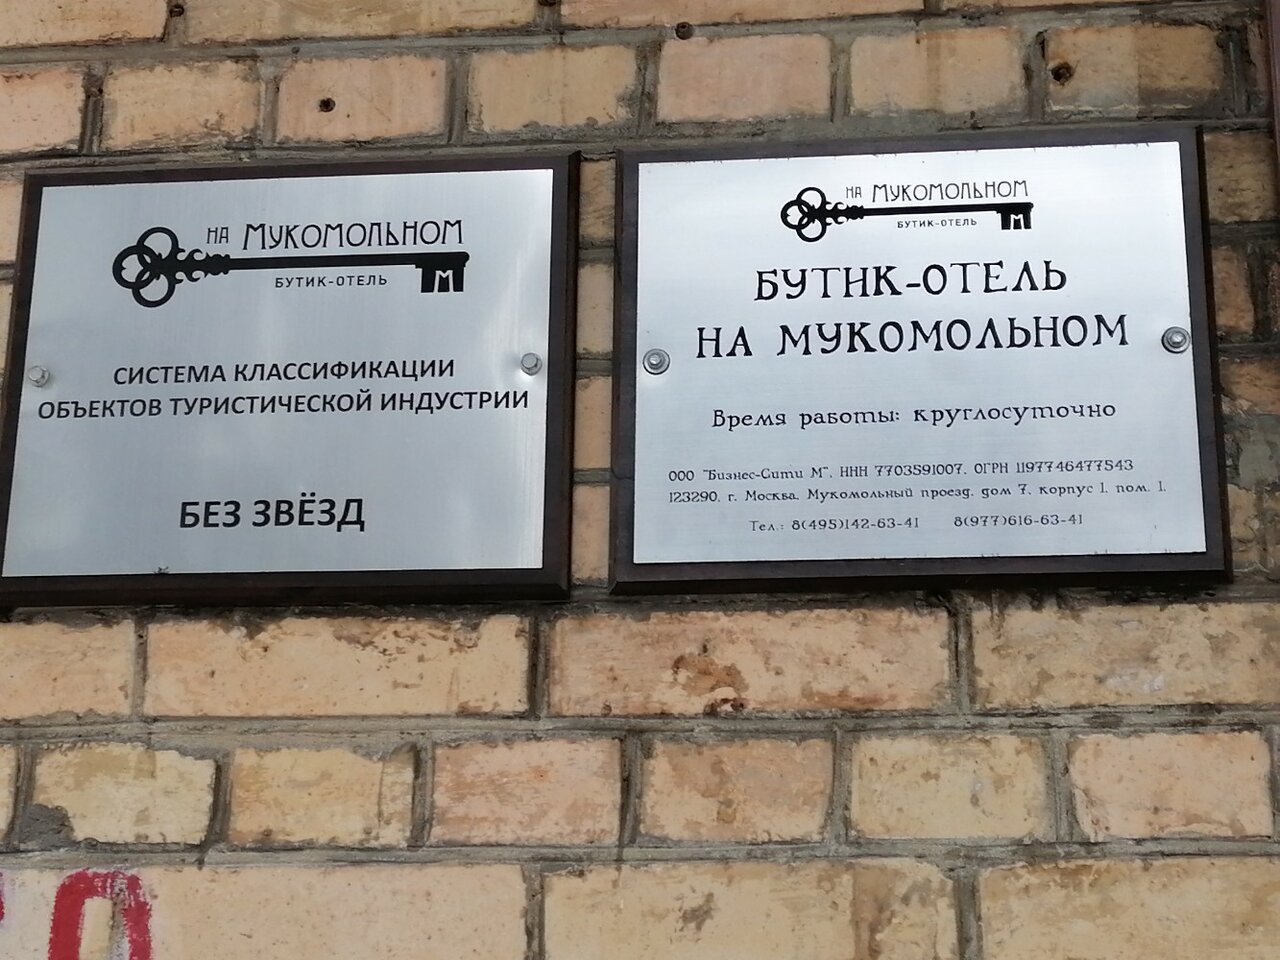 НА МУКОМОЛЬНОМ
БУТИК-ОТЕЛЬ
М
СИСТЕМА КЛАССИФИКАЦИИ
ОБЪЕКТОВ ТУРИСТИЧЕСКОЙ ИНДУСТРИИ
БЕЗ ЗВЁЗД
НА МУКОМОЛЬНОМ
БУТИК-ОТЕЛЬ
М
БУТИК-ОТЕЛЬ
НА МУКОМОЛЬНОМ
Время работы: круглосуточно
ООО "Бизнес-Сити М", ИНН 7703591007, ОГРН 1197746477543
123290, г. Москва, Мукомольный проезд, дом 7, корпус 1, пом. 1.
Тел.: 8(495)142-63-41 8(977)616-63-41